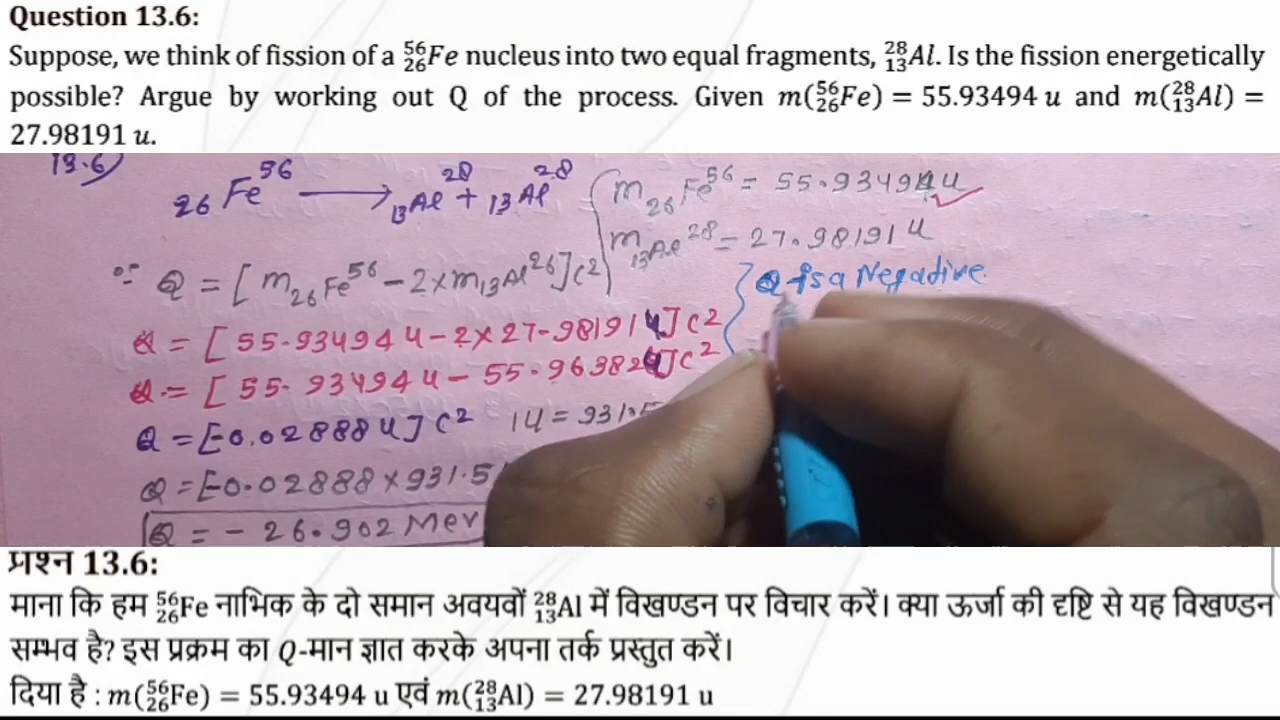 Question 13.6:
Suppose, we think of fission of a ⁵⁶₂₆Fe nucleus into two equal fragments, ²⁸₁₃Al. Is the fission energetically
possible? Argue by working out Q of the process. Given m(⁵⁶₂₆Fe) = 55.93494 u and m(²⁸₁₃Al) =
27.98191 u.
13.6)
₂₆Fe⁵⁶ ⟶ ₁₃Al²⁸ + ₁₃Al²⁸
m₂₆Fe⁵⁶ = 55.93494 u
m₁₃Al²⁸ = 27.98191 u
∵ Q = [m₂₆Fe⁵⁶ - 2×m₁₃Al²⁶]c²
Q is a Negative.
Q = [55.93494 u - 2×27.98191 u]c²
Q = [55.93494 u - 55.96382 u]c²
Q = [-0.02888 u]c² 1u = 931.5
Q = [-0.02888×931.5
Q = - 26.902 MeV
प्रश्न 13.6:
माना कि हम ⁵⁶₂₆Fe नाभिक के दो समान अवयवों ²⁸₁₃Al में विखण्डन पर विचार करें। क्या ऊर्जा की दृष्टि से यह विखण्डन
सम्भव है? इस प्रक्रम का Q-मान ज्ञात करके अपना तर्क प्रस्तुत करें।
दिया है : m(⁵⁶₂₆Fe) = 55.93494 u एवं m(²⁸₁₃Al) = 27.98191 u